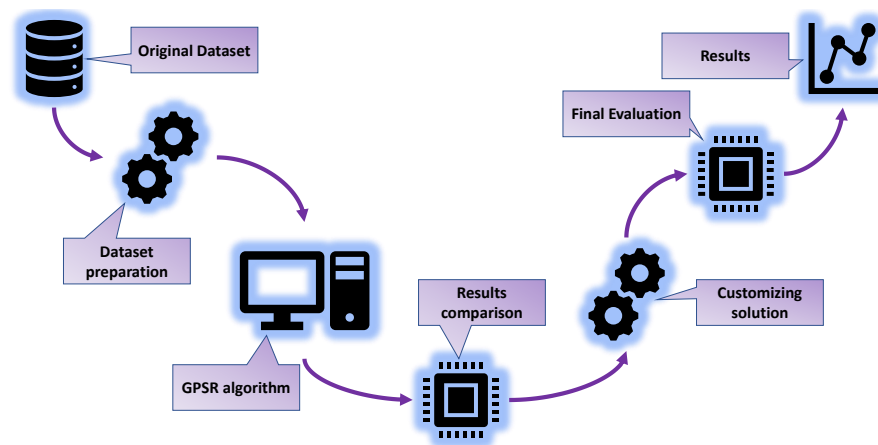 Original Dataset
Dataset
preparation
GPSR algorithm
Results
comparison
Customizing
solution
Final Evaluation
Results